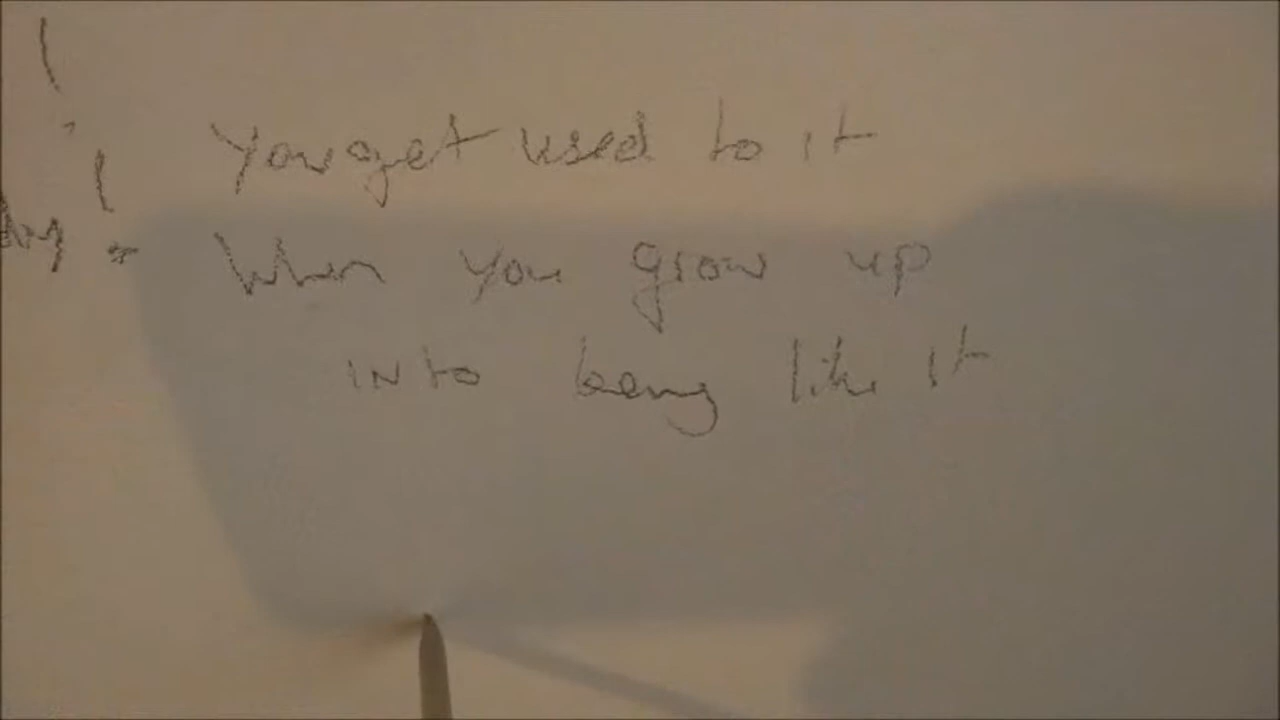 You get used to it
When you grow up
into being like it